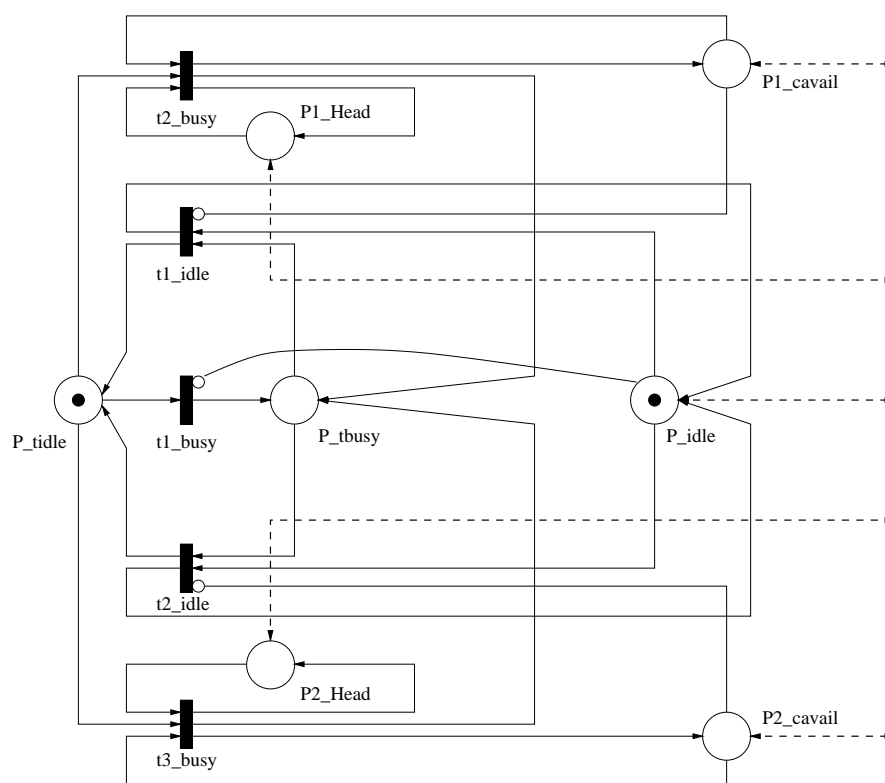 P1_cavail
t2_busy
P1_Head
t1_idle
P_tidle
t1_busy
P_tbusy
P_idle
t2_idle
P2_Head
P2_cavail
t3_busy